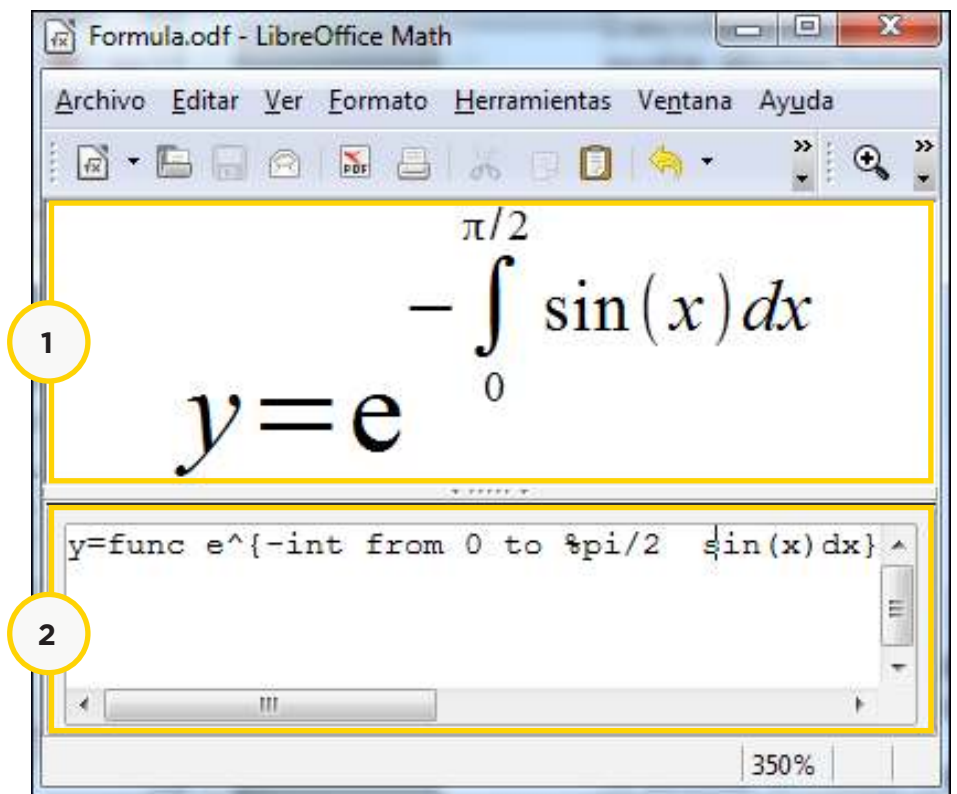 Formula.odf - LibreOffice Math
Archivo Editar Ver Formato Herramientas Ventana Ayuda
PDF
1
π/2
− ∫ sin(x)dx
0
y=e
2
y=func e^{-int from 0 to %pi/2  sin(x)dx}
350%